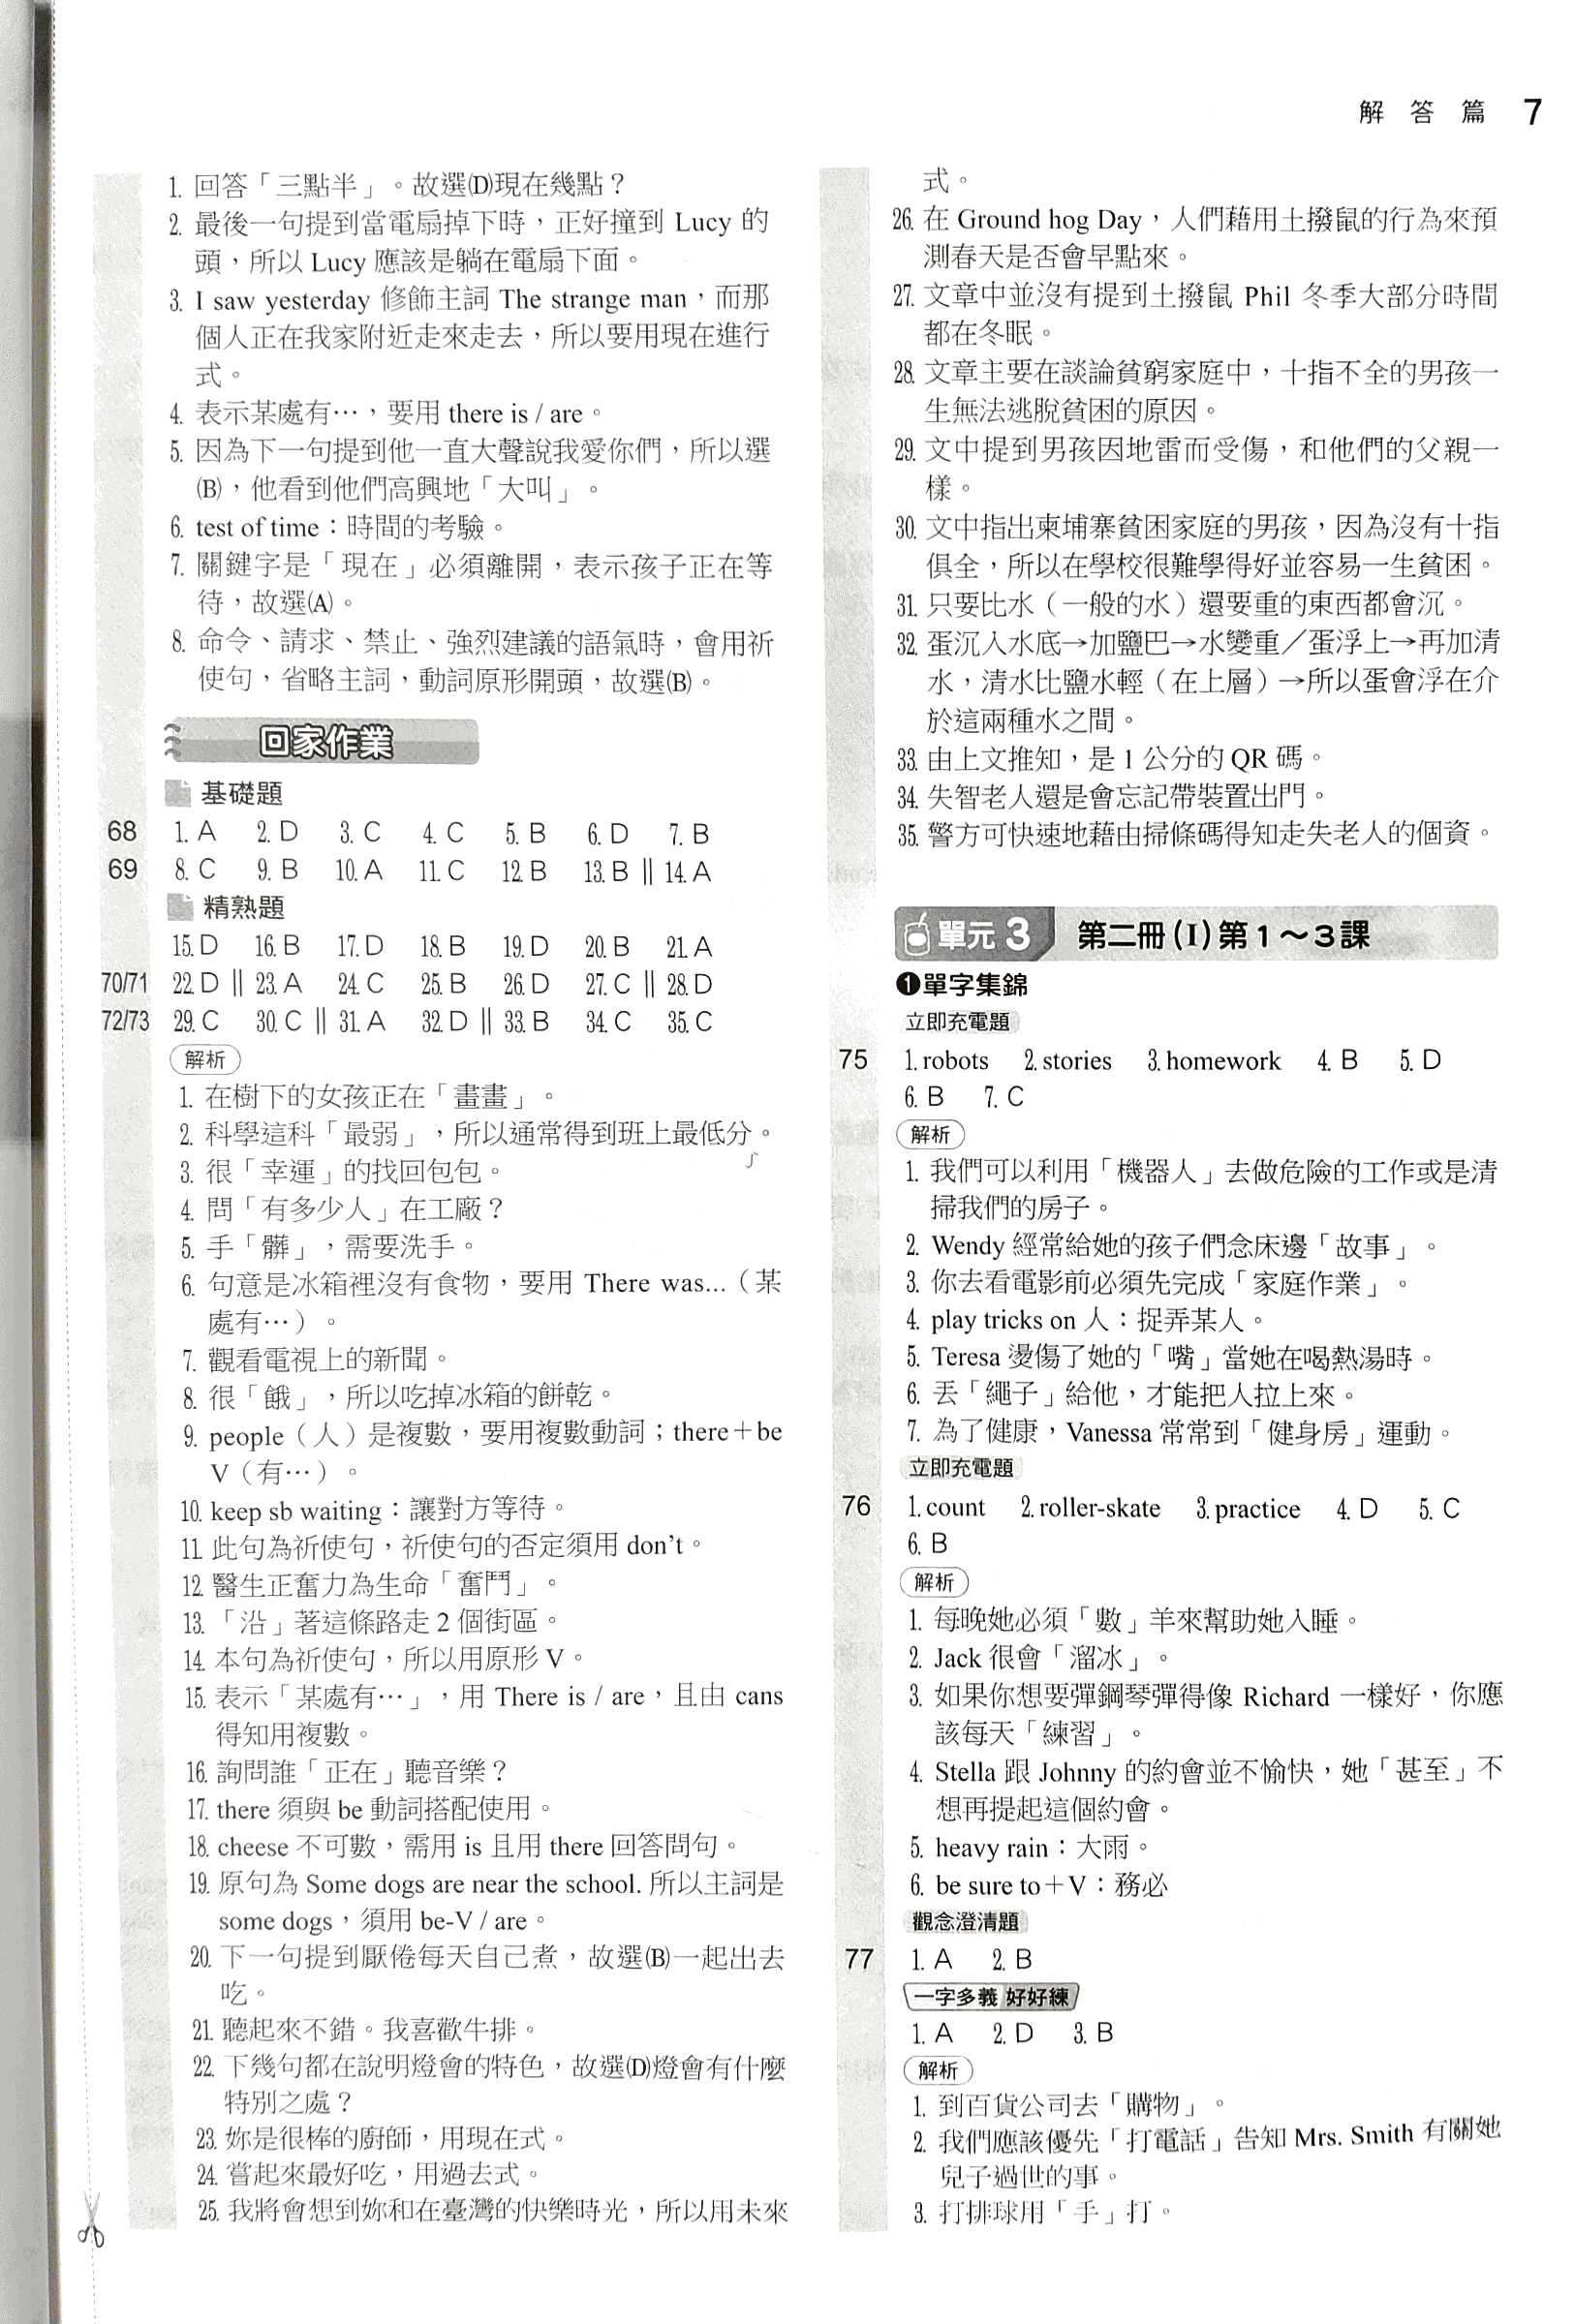 解答篇 7
1. 回答「三點半」。故選(D)現在幾點？
2. 最後一句提到當電扇掉下時，正好撞到 Lucy 的
頭，所以 Lucy 應該是躺在電扇下面。
3. I saw yesterday 修飾主詞 The strange man，而那
個人正在我家附近走來走去，所以要用現在進行
式。
4. 表示某處有…，要用 there is / are。
5. 因為下一句提到他一直大聲說我愛你們，所以選
(B)，他看到他們高興地「大叫」。
6. test of time：時間的考驗。
7. 關鍵字是「現在」必須離開，表示孩子正在等
待，故選(A)。
8. 命令、請求、禁止、強烈建議的語氣時，會用祈
使句，省略主詞，動詞原形開頭，故選(B)。
回家作業
基礎題
68 1. A 2. D 3. C 4. C 5. B 6. D 7. B
69 8. C 9. B 10. A 11. C 12. B 13. B || 14. A
精熟題
15. D 16. B 17. D 18. B 19. D 20. B 21. A
70/71 22. D || 23. A 24. C 25. B 26. D 27. C || 28. D
72/73 29. C 30. C || 31. A 32. D || 33. B 34. C 35. C
解析
1. 在樹下的女孩正在「畫畫」。
2. 科學這科「最弱」，所以通常得到班上最低分。
3. 很「幸運」的找回包包。
4. 問「有多少人」在工廠？
5. 手「髒」，需要洗手。
6. 句意是冰箱裡沒有食物，要用 There was...（某
處有…）。
7. 觀看電視上的新聞。
8. 很「餓」，所以吃掉冰箱的餅乾。
9. people（人）是複數，要用複數動詞；there＋be
V（有…）。
10. keep sb waiting：讓對方等待。
11. 此句為祈使句，祈使句的否定須用 don't。
12. 醫生正奮力為生命「奮鬥」。
13. 「沿」著這條路走 2 個街區。
14. 本句為祈使句，所以用原形 V。
15. 表示「某處有…」，用 There is / are，且由 cans
得知用複數。
16. 詢問誰「正在」聽音樂？
17. there 須與 be 動詞搭配使用。
18. cheese 不可數，需用 is 且用 there 回答問句。
19. 原句為 Some dogs are near the school. 所以主詞是
some dogs，須用 be-V / are。
20. 下一句提到厭倦每天自己煮，故選(B)一起出去
吃。
21. 聽起來不錯。我喜歡牛排。
22. 下幾句都在說明燈會的特色，故選(D)燈會有什麼
特別之處？
23. 妳是很棒的廚師，用現在式。
24. 嘗起來最好吃，用過去式。
25. 我將會想到妳和在臺灣的快樂時光，所以用未來
式。
26. 在 Ground hog Day，人們藉用土撥鼠的行為來預
測春天是否會早點來。
27. 文章中並沒有提到土撥鼠 Phil 冬季大部分時間
都在冬眠。
28. 文章主要在談論貧窮家庭中，十指不全的男孩一
生無法逃脫貧困的原因。
29. 文中提到男孩因地雷而受傷，和他們的父親一
樣。
30. 文中指出柬埔寨貧困家庭的男孩，因為沒有十指
俱全，所以在學校很難學得好並容易一生貧困。
31. 只要比水（一般的水）還要重的東西都會沉。
32. 蛋沉入水底→加鹽巴→水變重／蛋浮上→再加清
水，清水比鹽水輕（在上層）→所以蛋會浮在介
於這兩種水之間。
33. 由上文推知，是 1 公分的 QR 碼。
34. 失智老人還是會忘記帶裝置出門。
35. 警方可快速地藉由掃條碼得知走失老人的個資。
單元 3 第二冊(I)第1～3課
❶單字集錦
立即充電題
75 1. robots 2. stories 3. homework 4. B 5. D
6. B 7. C
解析
1. 我們可以利用「機器人」去做危險的工作或是清
掃我們的房子。
2. Wendy 經常給她的孩子們念床邊「故事」。
3. 你去看電影前必須先完成「家庭作業」。
4. play tricks on 人：捉弄某人。
5. Teresa 燙傷了她的「嘴」當她在喝熱湯時。
6. 丟「繩子」給他，才能把人拉上來。
7. 為了健康，Vanessa 常常到「健身房」運動。
立即充電題
76 1. count 2. roller-skate 3. practice 4. D 5. C
6. B
解析
1. 每晚她必須「數」羊來幫助她入睡。
2. Jack 很會「溜冰」。
3. 如果你想要彈鋼琴彈得像 Richard 一樣好，你應
該每天「練習」。
4. Stella 跟 Johnny 的約會並不愉快，她「甚至」不
想再提起這個約會。
5. heavy rain：大雨。
6. be sure to＋V：務必
觀念澄清題
77 1. A 2. B
一字多義 好好練
1. A 2. D 3. B
解析
1. 到百貨公司去「購物」。
2. 我們應該優先「打電話」告知 Mrs. Smith 有關她
兒子過世的事。
3. 打排球用「手」打。